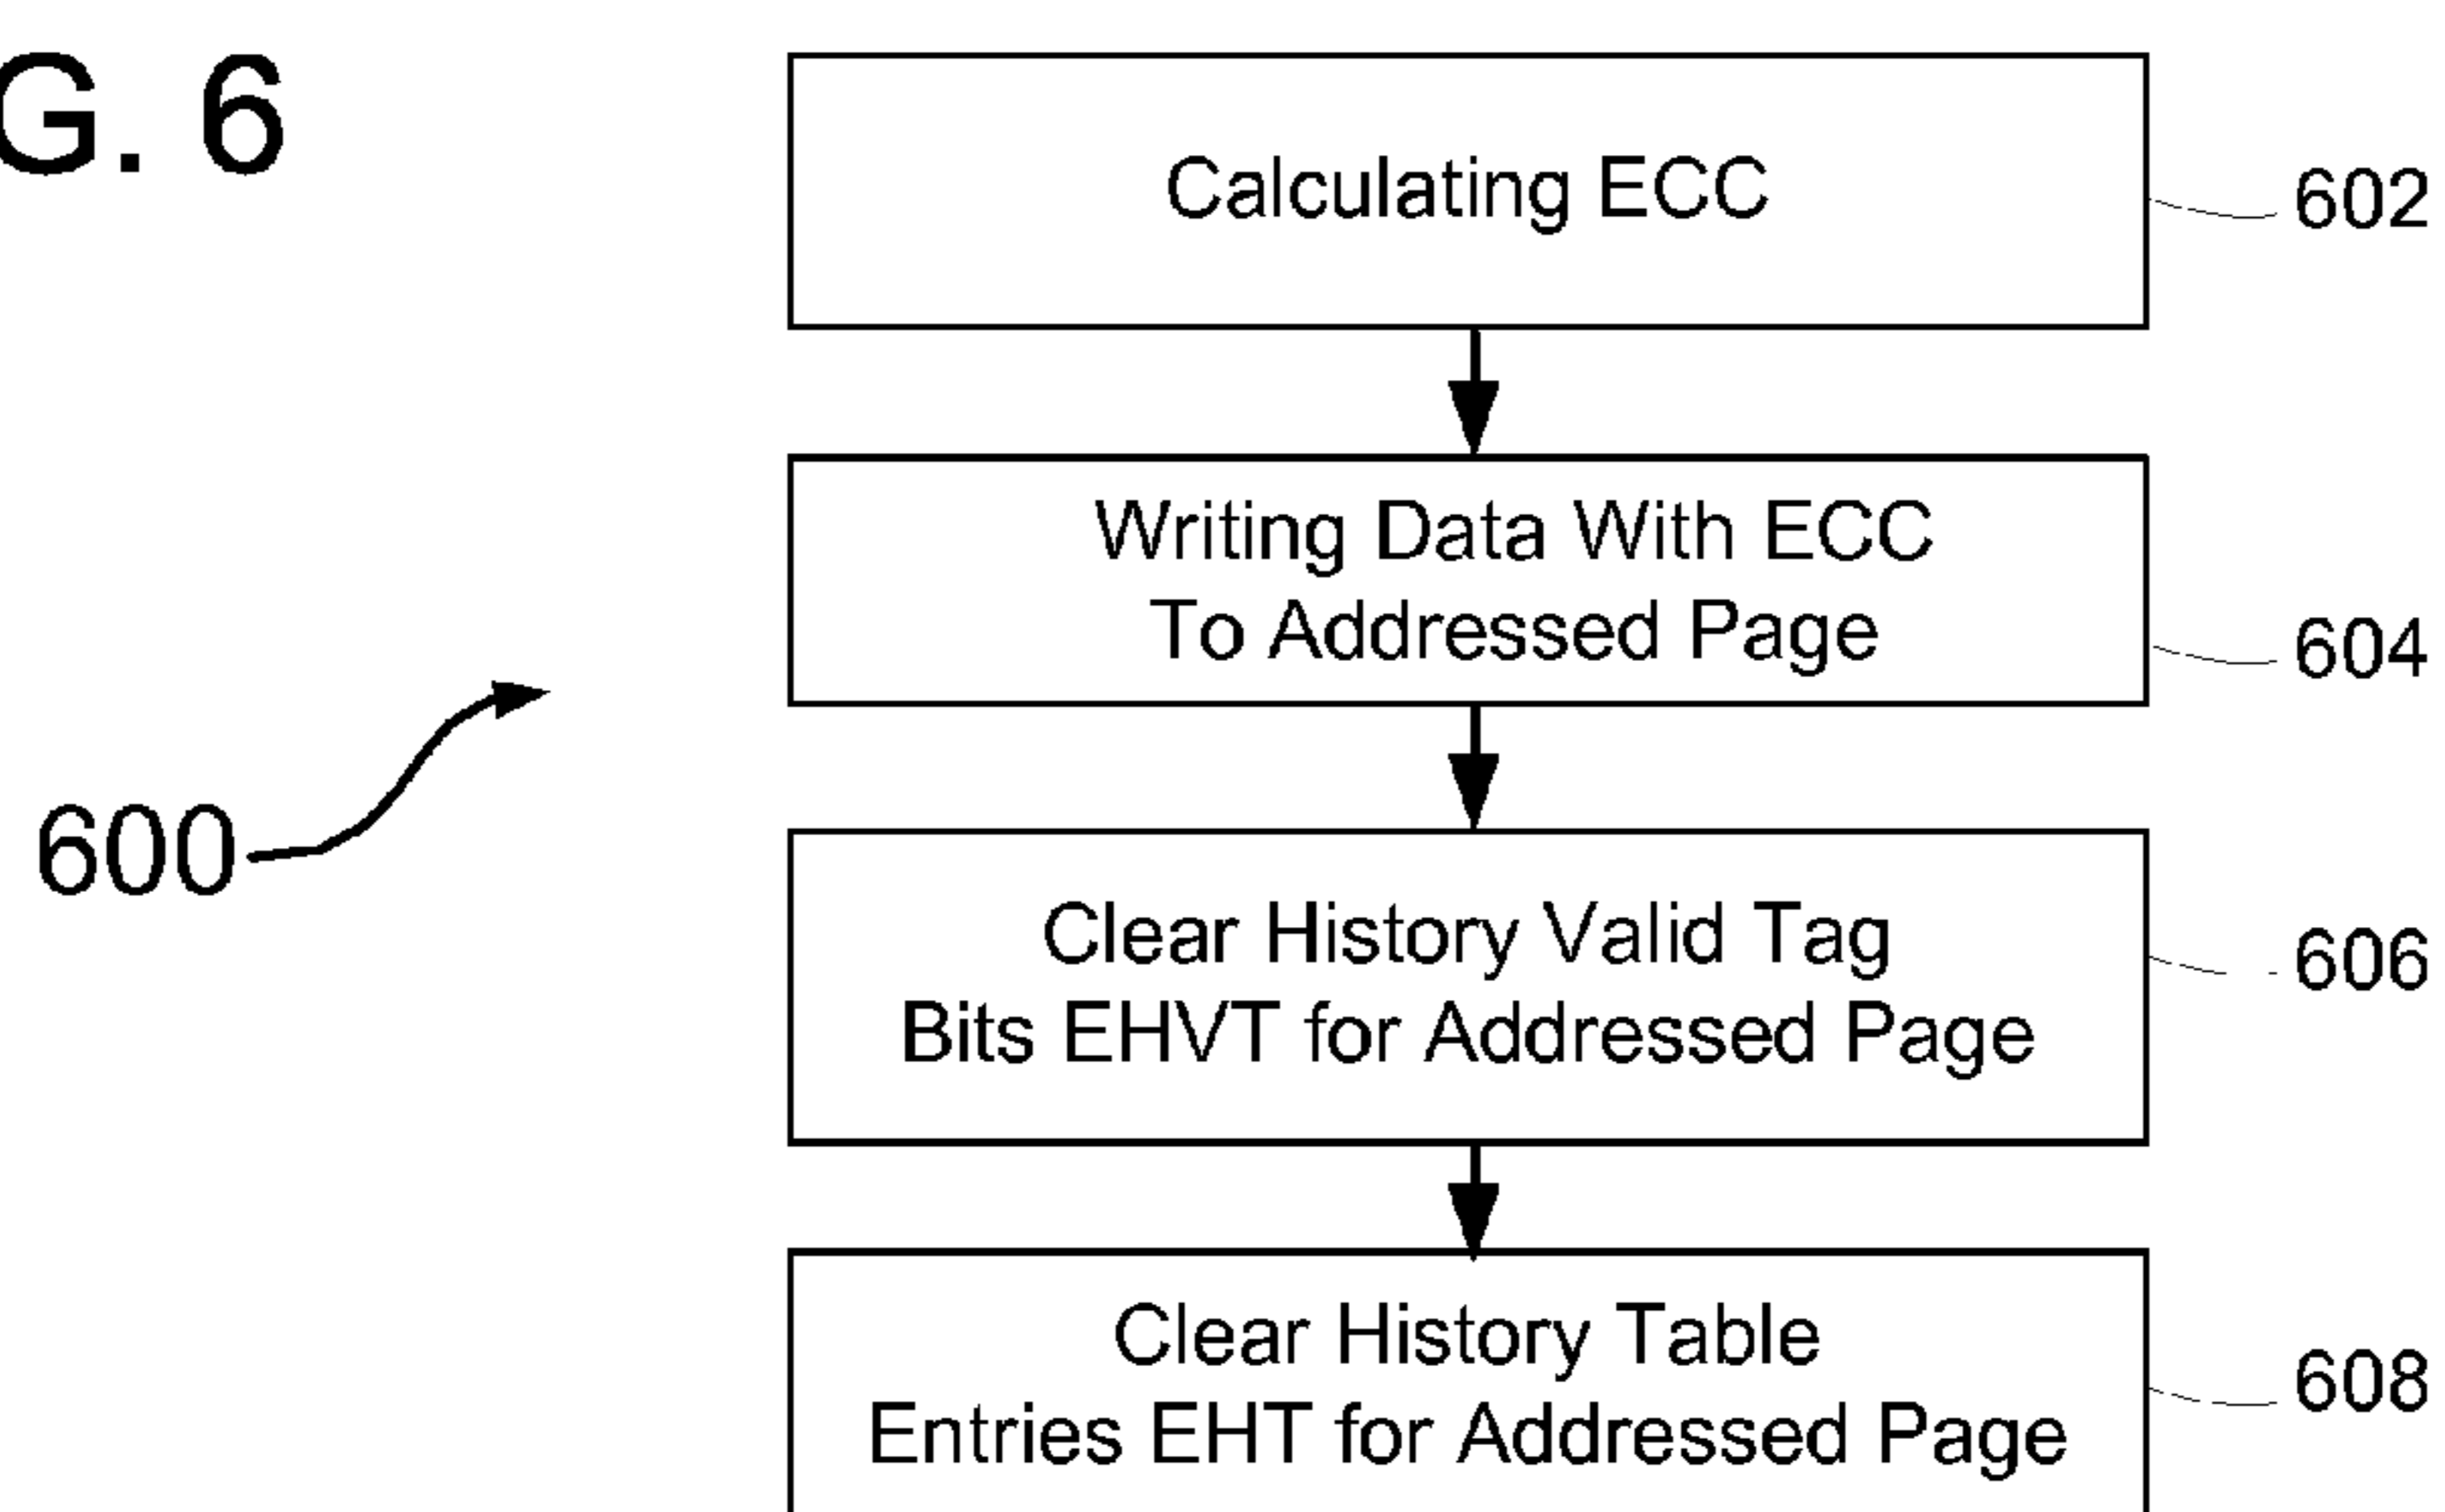 G. 6
Calculating ECC
602
Writing Data With ECC
To Addressed Page
604
600
Clear History Valid Tag
Bits EHVT for Addressed Page
606
Clear History Table
Entries EHT for Addressed Page
608